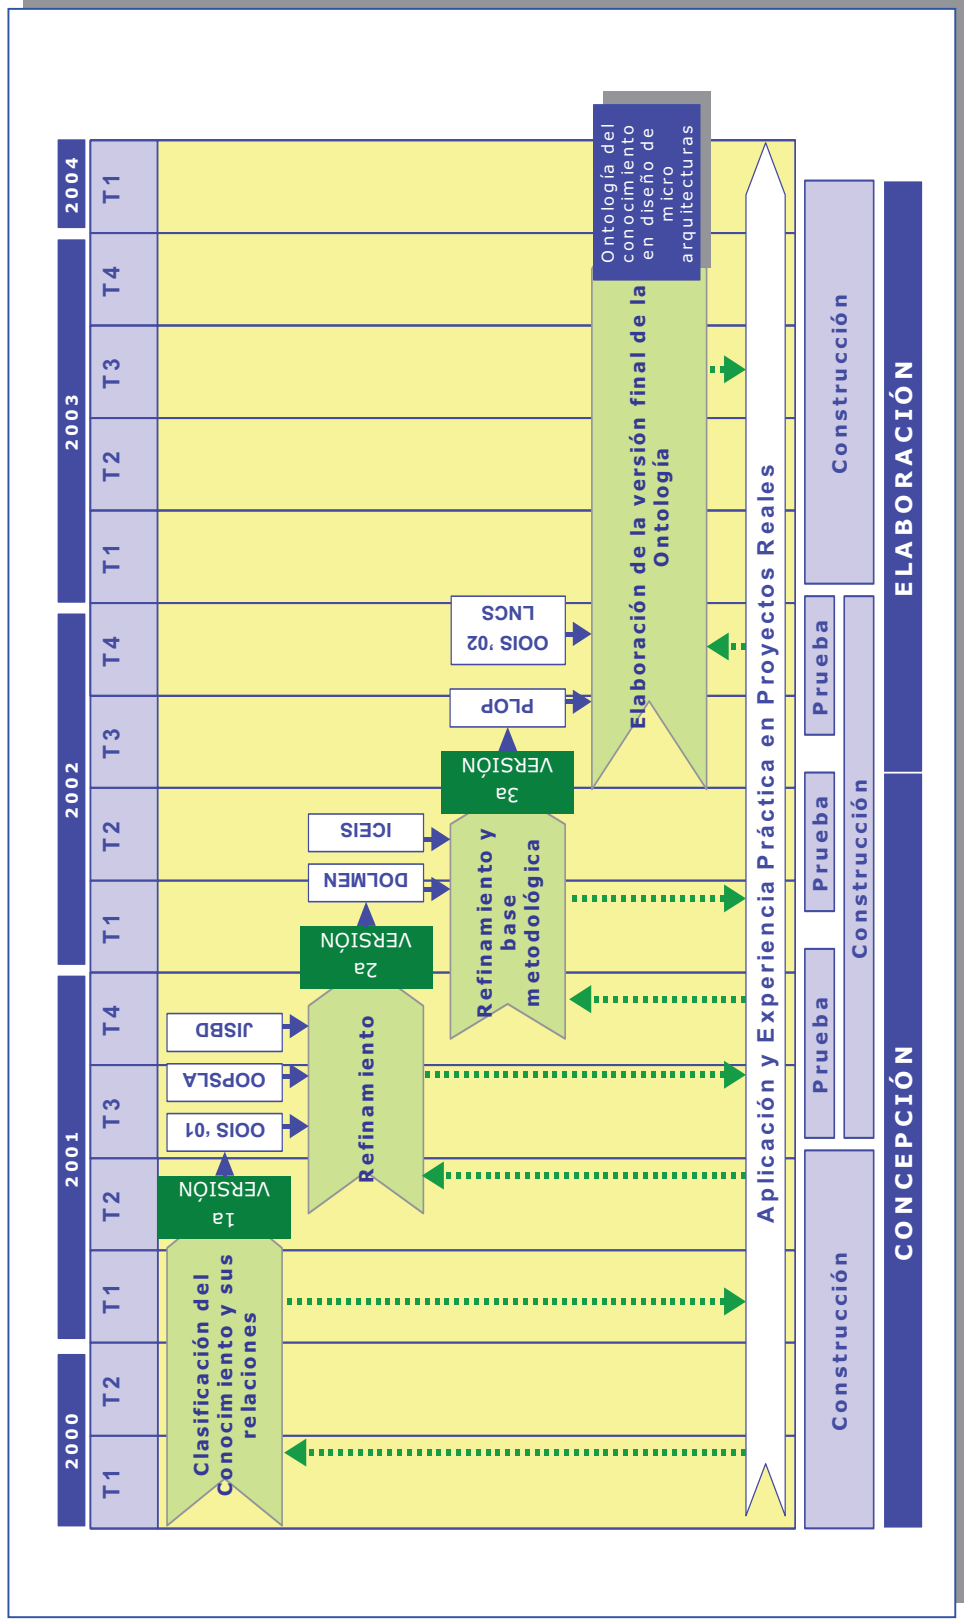 2000
2001
2002
2003
2004
T1
T2
T1
T2
T3
T4
T1
T2
T3
T4
T1
T2
T3
T4
T1
Clasificación del
Conocimiento y sus
relaciones
1a
VERSIÓN
OOIS '01
OOPSLA
JISBD
Refinamiento
2a
VERSIÓN
DOLMEN
ICEIS
Refinamiento y
base
metodológica
3a
VERSIÓN
PLOP
OOIS '02
LNCS
Elaboración de la versión final de la
Ontología
Ontología del
conocimiento
en diseño de
micro
arquitecturas
Aplicación y Experiencia Práctica en Proyectos Reales
Construcción
Prueba
Prueba
Prueba
Construcción
Construcción
CONCEPCIÓN
ELABORACIÓN